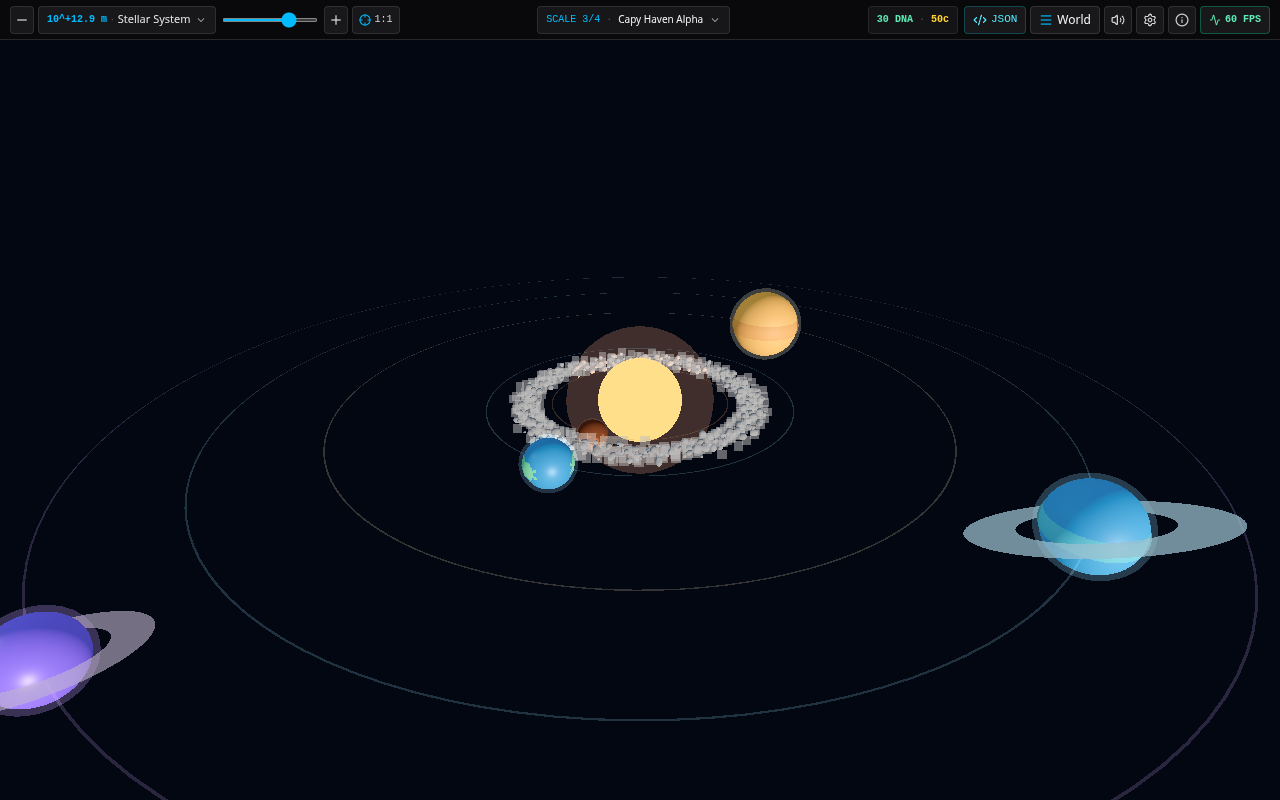 10^+12.9 m · Stellar System
1:1
SCALE 3/4 · Capy Haven Alpha
30 DNA · 50c
JSON
World
60 FPS